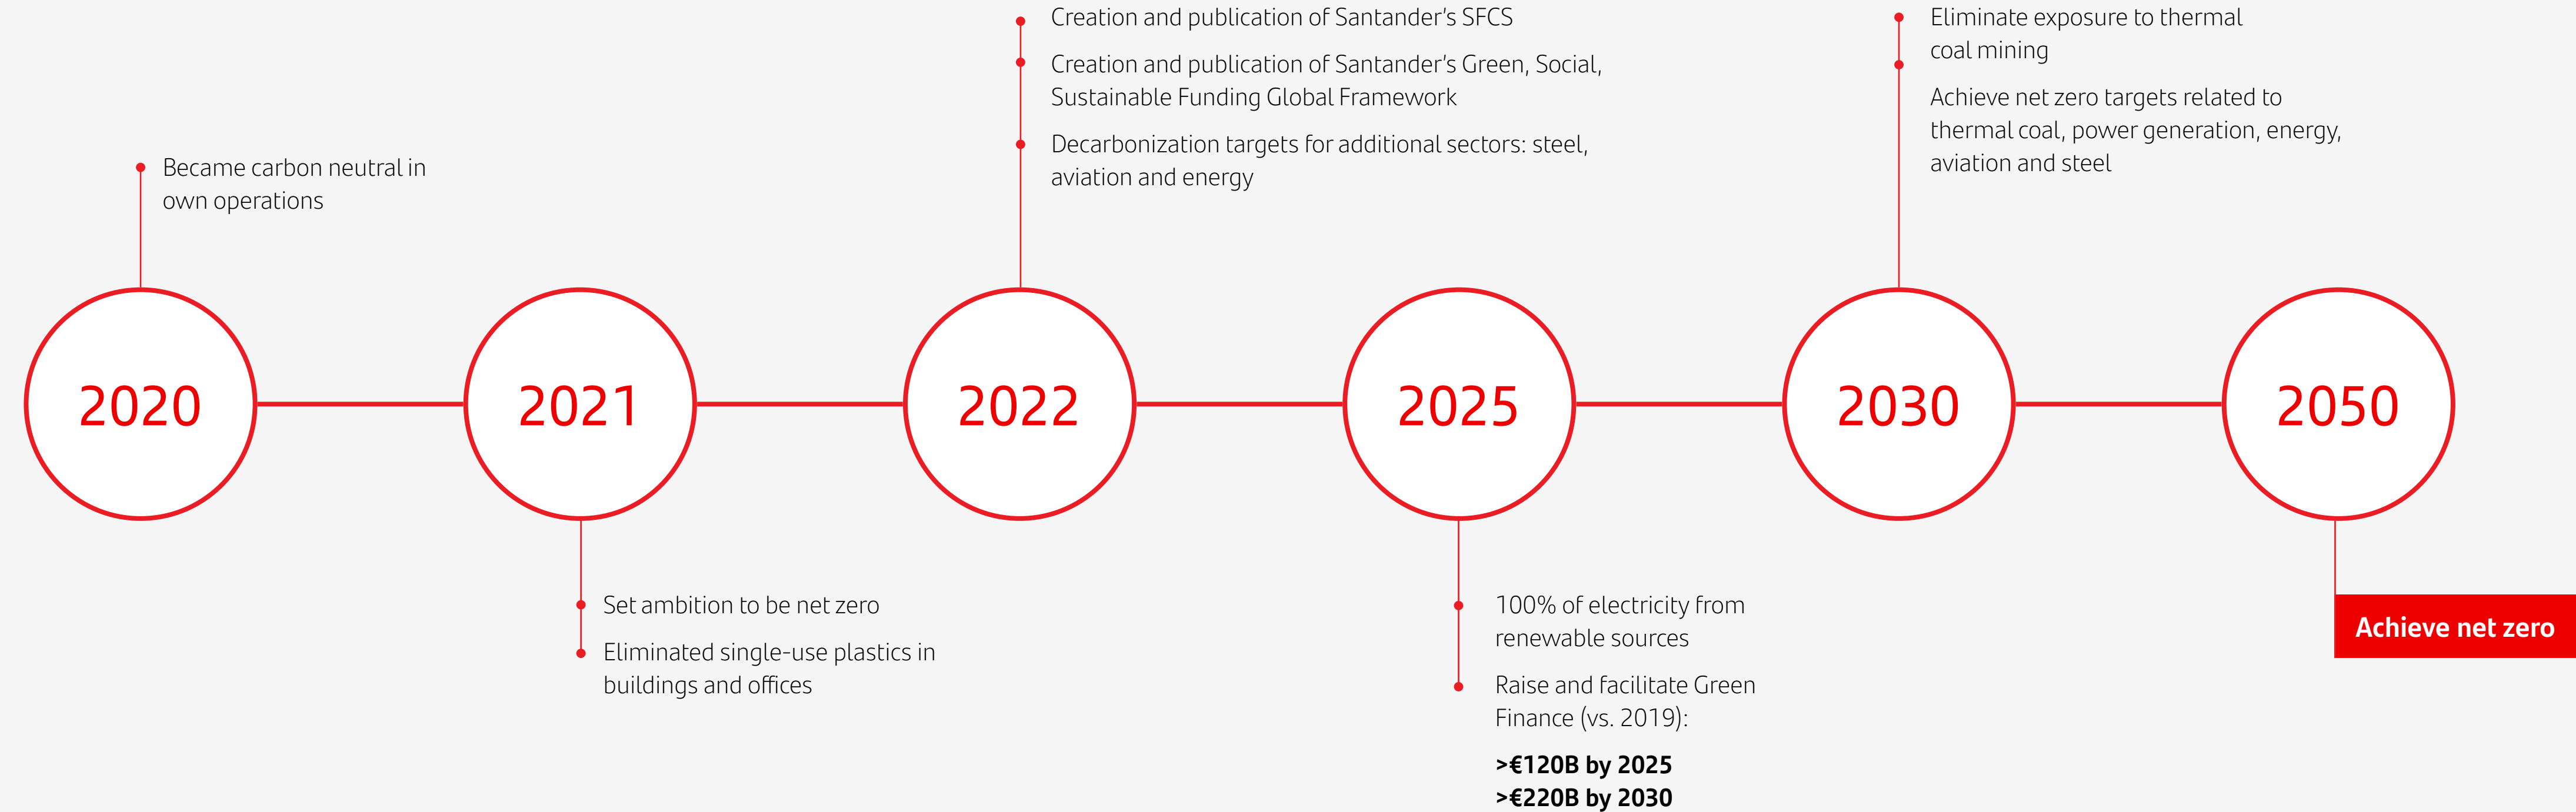 Became carbon neutral in
own operations
Creation and publication of Santander’s SFCS
Creation and publication of Santander’s Green, Social,
Sustainable Funding Global Framework
Decarbonization targets for additional sectors: steel,
aviation and energy
Eliminate exposure to thermal
coal mining
Achieve net zero targets related to
thermal coal, power generation, energy,
aviation and steel
2020
2021
2022
2025
2030
2050
Set ambition to be net zero
Eliminated single-use plastics in
buildings and offices
100% of electricity from
renewable sources
Raise and facilitate Green
Finance (vs. 2019):
>€120B by 2025
>€220B by 2030
Achieve net zero